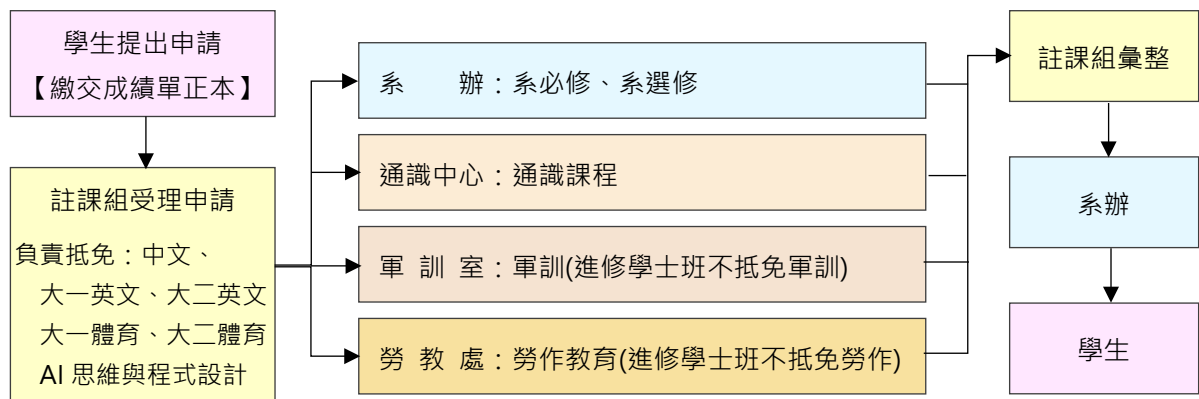 學生提出申請
【繳交成績單正本】
註課組受理申請
負責抵免：中文、
大一英文、大二英文
大一體育、大二體育
AI 思維與程式設計
系　　辦：系必修、系選修
通識中心：通識課程
軍 訓 室：軍訓(進修學士班不抵免軍訓)
勞 教 處：勞作教育(進修學士班不抵免勞作)
註課組彙整
系辦
學生